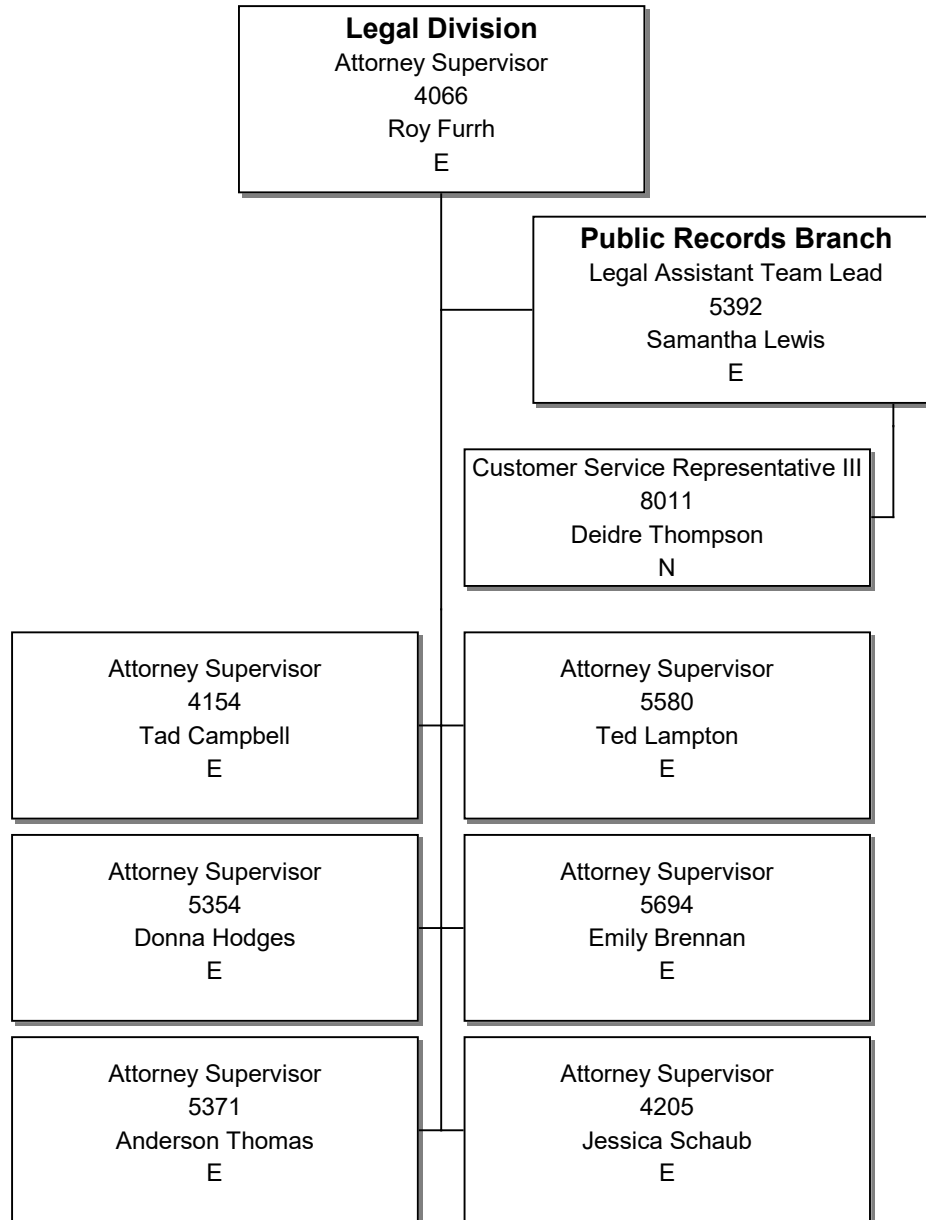 Legal Division
Attorney Supervisor
4066
Roy Furrh
E
Public Records Branch
Legal Assistant Team Lead
5392
Samantha Lewis
E
Customer Service Representative III
8011
Deidre Thompson
N
Attorney Supervisor
4154
Tad Campbell
E
Attorney Supervisor
5580
Ted Lampton
E
Attorney Supervisor
5354
Donna Hodges
E
Attorney Supervisor
5694
Emily Brennan
E
Attorney Supervisor
5371
Anderson Thomas
E
Attorney Supervisor
4205
Jessica Schaub
E